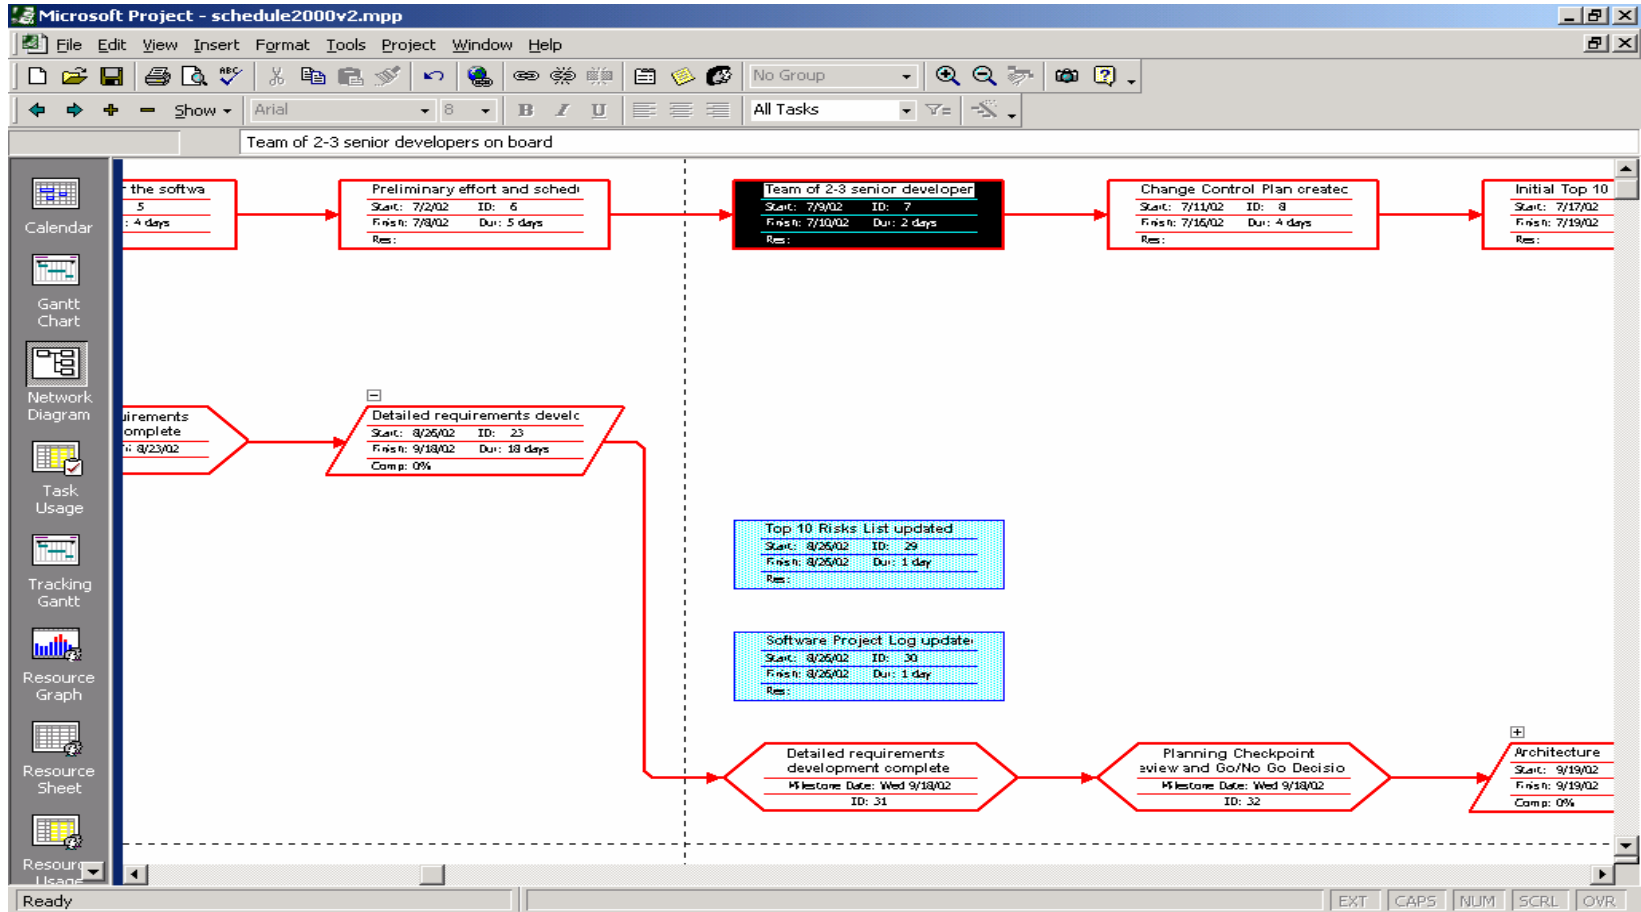 Microsoft Project - schedule2000v2.mpp
File Edit View Insert Format Tools Project Window Help
ABC
No Group
Show Arial 8 B I U All Tasks
Team of 2-3 senior developers on board
Calendar
Gantt
Chart
Network
Diagram
Task
Usage
Tracking
Gantt
Resource
Graph
Resource
Sheet
Resource
Usage
the softwa
5
: 4 days
Preliminary effort and sched
Start: 7/2/02 ID: 6
Finish: 7/8/02 Dur: 5 days
Res:
Team of 2-3 senior developer
Start: 7/9/02 ID: 7
Finish: 7/10/02 Dur: 2 days
Res:
Change Control Plan created
Start: 7/11/02 ID: 8
Finish: 7/16/02 Dur: 4 days
Res:
Initial Top 10
Start: 7/17/02
Finish: 7/19/02
Res:
uirements
omplete
Fri 8/23/02
Detailed requirements develo
Start: 8/26/02 ID: 23
Finish: 9/18/02 Dur: 18 days
Comp: 0%
Top 10 Risks List updated
Start: 8/26/02 ID: 29
Finish: 8/26/02 Dur: 1 day
Res:
Software Project Log update
Start: 8/26/02 ID: 30
Finish: 8/26/02 Dur: 1 day
Res:
Detailed requirements
development complete
Milestone Date: Wed 9/18/02
ID: 31
Planning Checkpoint
eview and Go/No Go Decisio
Milestone Date: Wed 9/18/02
ID: 32
Architecture
Start: 9/19/02
Finish: 9/19/02
Comp: 0%
Ready EXT CAPS NUM SCRL OVR